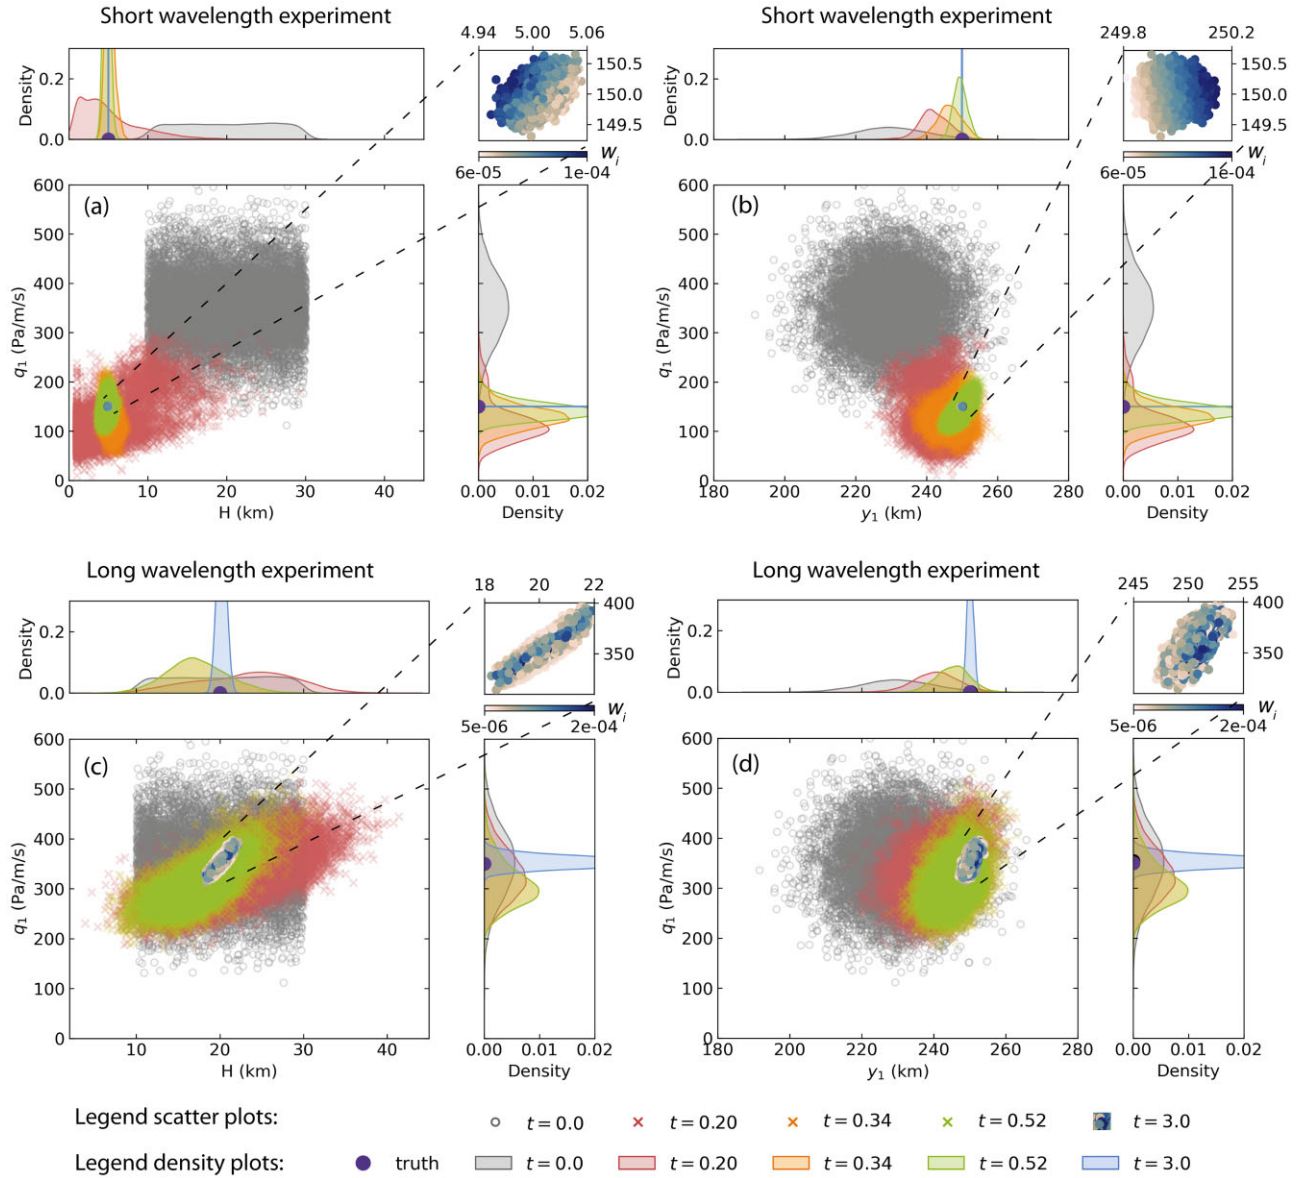 Short wavelength experiment
Short wavelength experiment
4.94 5.00 5.06
249.8 250.2
Density
0.2
0.0
150.5
150.0
149.5
Density
0.2
0.0
150.5
150.0
149.5
w_i
6e-05 1e-04
w_i
6e-05 1e-04
(a)
q₁ (Pa/m/s)
600
500
400
300
200
100
0
0 10 20 30 40
H (km)
0.00 0.01 0.02
Density
(b)
q₁ (Pa/m/s)
600
500
400
300
200
100
0
180 200 220 240 260 280
y₁ (km)
0.00 0.01 0.02
Density
Long wavelength experiment
Long wavelength experiment
18 20 22
245 250 255
Density
0.2
0.0
400
350
Density
0.2
0.0
400
350
w_i
5e-06 2e-04
w_i
5e-06 2e-04
(c)
q₁ (Pa/m/s)
600
500
400
300
200
100
0
10 20 30 40
H (km)
0.00 0.01 0.02
Density
(d)
q₁ (Pa/m/s)
600
500
400
300
200
100
0
180 200 220 240 260 280
y₁ (km)
0.00 0.01 0.02
Density
Legend scatter plots: t = 0.0 t = 0.20 t = 0.34 t = 0.52 t = 3.0
Legend density plots: truth t = 0.0 t = 0.20 t = 0.34 t = 0.52 t = 3.0